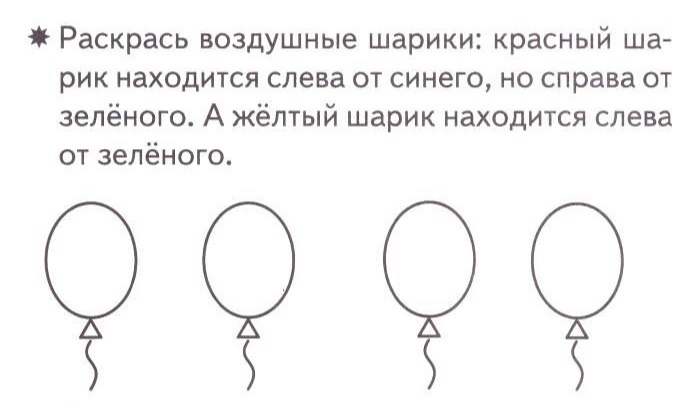 ✷ Раскрась воздушные шарики: красный ша-
рик находится слева от синего, но справа от
зелёного. А жёлтый шарик находится слева
от зелёного.